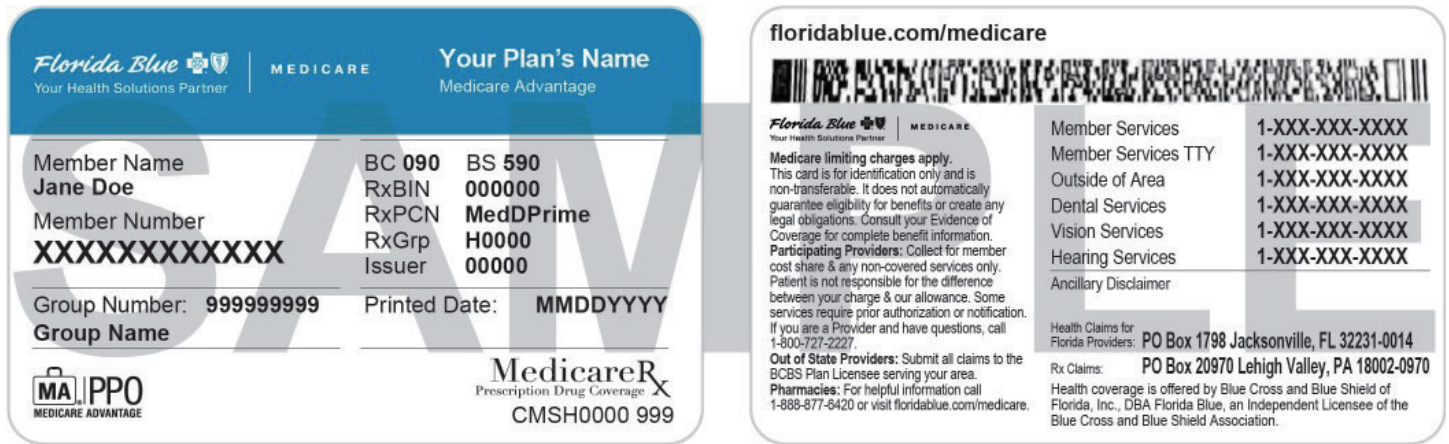 Florida Blue
Your Health Solutions Partner
MEDICARE
Your Plan's Name
Medicare Advantage
Member Name
Jane Doe
Member Number
XXXXXXXXXXXX
BC 090 BS 590
RxBIN 000000
RxPCN MedDPrime
RxGrp H0000
Issuer 00000
Group Number: 999999999
Group Name
Printed Date: MMDDYYYY
MA PPO
MEDICARE ADVANTAGE
MedicareRx
Prescription Drug Coverage
CMSH0000 999
SAMPLE
floridablue.com/medicare
Florida Blue
Your Health Solutions Partner
MEDICARE
Medicare limiting charges apply.
This card is for identification only and is
non-transferable. It does not automatically
guarantee eligibility for benefits or create any
legal obligations. Consult your Evidence of
Coverage for complete benefit information.
Participating Providers: Collect for member
cost share & any non-covered services only.
Patient is not responsible for the difference
between your charge & our allowance. Some
services require prior authorization or notification.
If you are a Provider and have questions, call
1-800-727-2227.
Out of State Providers: Submit all claims to the
BCBS Plan Licensee serving your area.
Pharmacies: For helpful information call
1-888-877-6420 or visit floridablue.com/medicare.
Member Services 1-XXX-XXX-XXXX
Member Services TTY 1-XXX-XXX-XXXX
Outside of Area 1-XXX-XXX-XXXX
Dental Services 1-XXX-XXX-XXXX
Vision Services 1-XXX-XXX-XXXX
Hearing Services 1-XXX-XXX-XXXX
Ancillary Disclaimer
Health Claims for
Florida Providers: PO Box 1798 Jacksonville, FL 32231-0014
Rx Claims: PO Box 20970 Lehigh Valley, PA 18002-0970
Health coverage is offered by Blue Cross and Blue Shield of
Florida, Inc., DBA Florida Blue, an Independent Licensee of the
Blue Cross and Blue Shield Association.